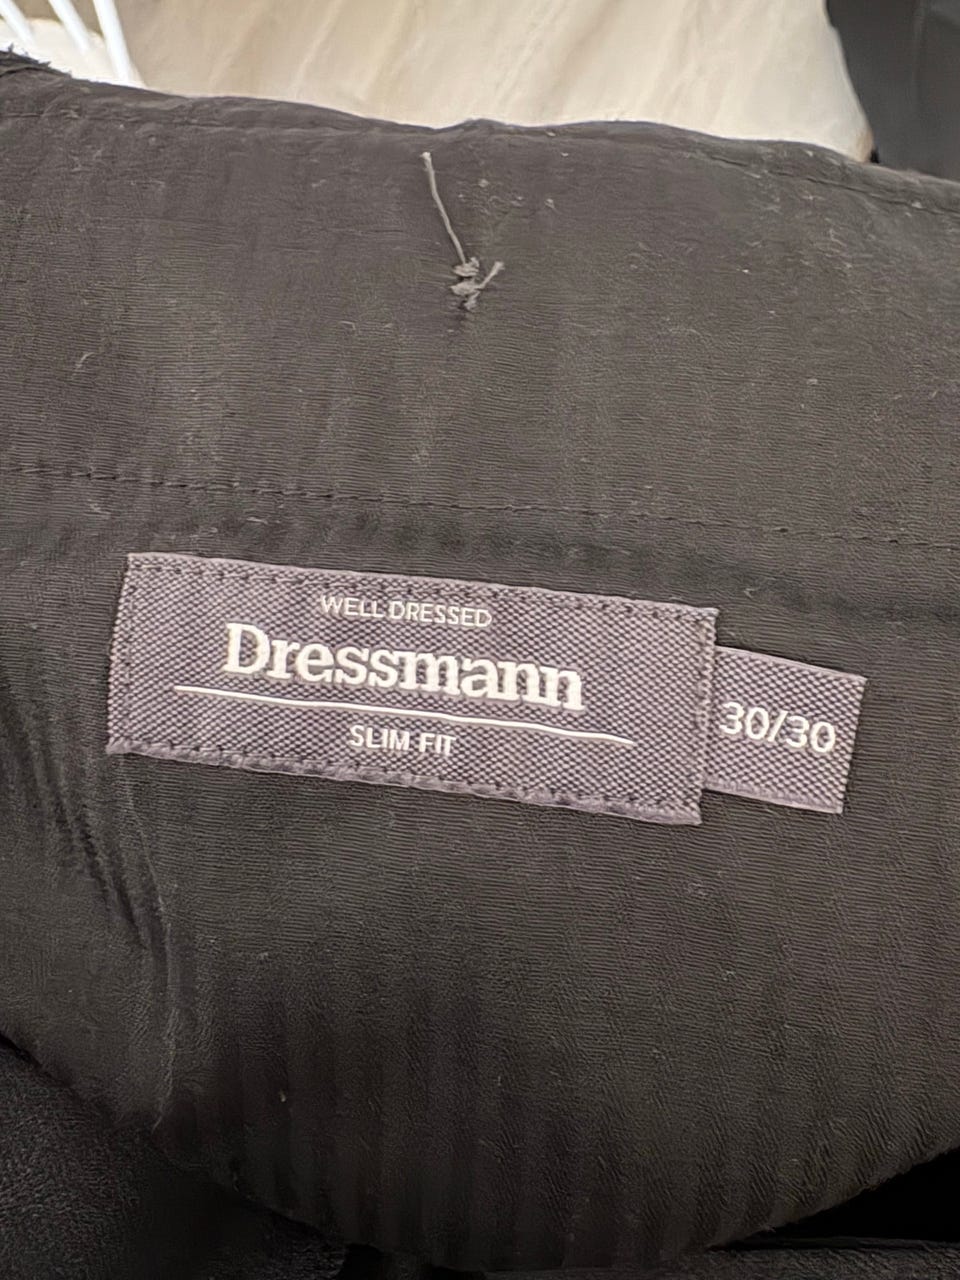 WELL DRESSED
Dressmann
SLIM FIT
30/30